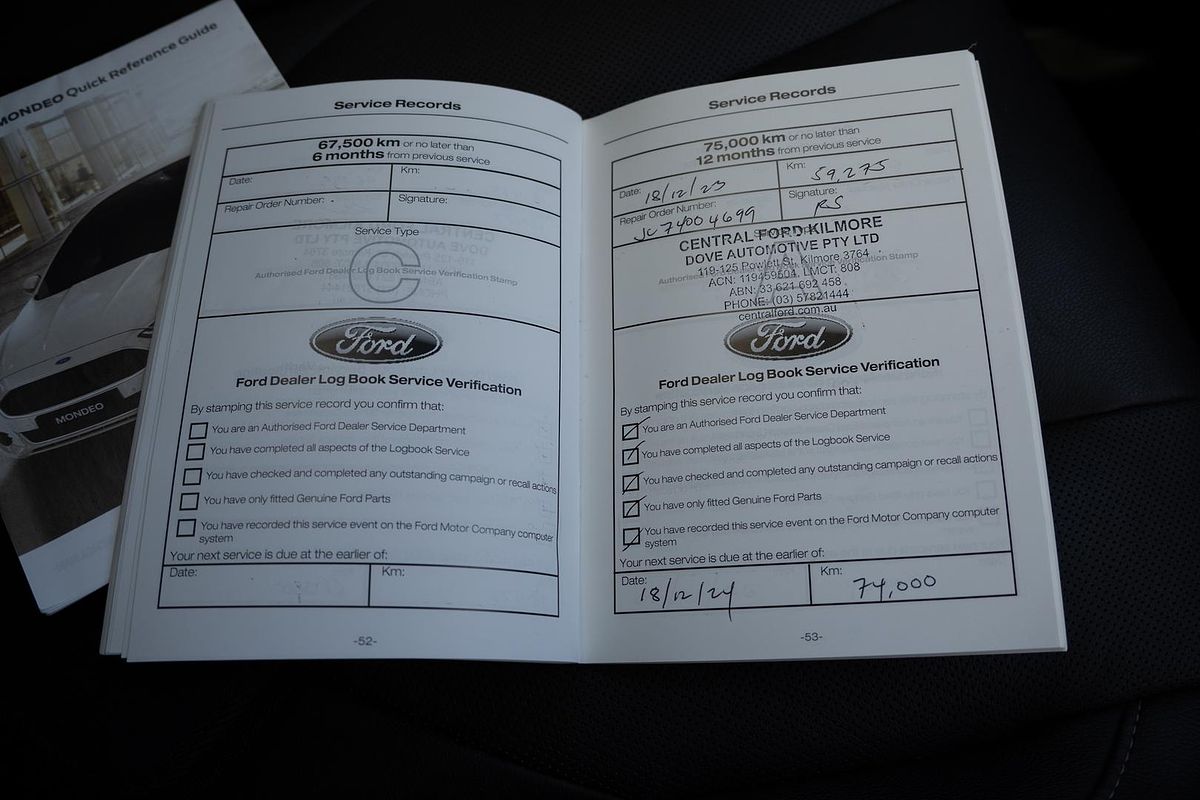 MONDEO Quick Reference Guide
MONDEO
Service Records
67,500 km or no later than
6 months from previous service
Date:
Km:
Repair Order Number:
Signature:
Service Type
C
Authorised Ford Dealer Log Book Service Verification Stamp
Ford
Ford Dealer Log Book Service Verification
By stamping this service record you confirm that:
You are an Authorised Ford Dealer Service Department
You have completed all aspects of the Logbook Service
You have checked and completed any outstanding campaign or recall actions
You have only fitted Genuine Ford Parts
You have recorded this service event on the Ford Motor Company computer
system
Your next service is due at the earlier of:
Date:
Km:
-52-
Service Records
75,000 km or no later than
12 months from previous service
Date: 18/12/23
Km: 59,275
Repair Order Number: JC74004699
Signature: RS
CENTRAL FORD KILMORE
DOVE AUTOMOTIVE PTY LTD
119-125 Powlett St, Kilmore 3764
ACN: 119459504, LMCT: 808
ABN: 33 621 692 458
PHONE: (03) 57821444
centralford.com.au
Ford
Ford Dealer Log Book Service Verification
By stamping this service record you confirm that:
You are an Authorised Ford Dealer Service Department
You have completed all aspects of the Logbook Service
You have checked and completed any outstanding campaign or recall actions
You have only fitted Genuine Ford Parts
You have recorded this service event on the Ford Motor Company computer
system
Your next service is due at the earlier of:
Date: 18/12/24
Km: 74,000
-53-